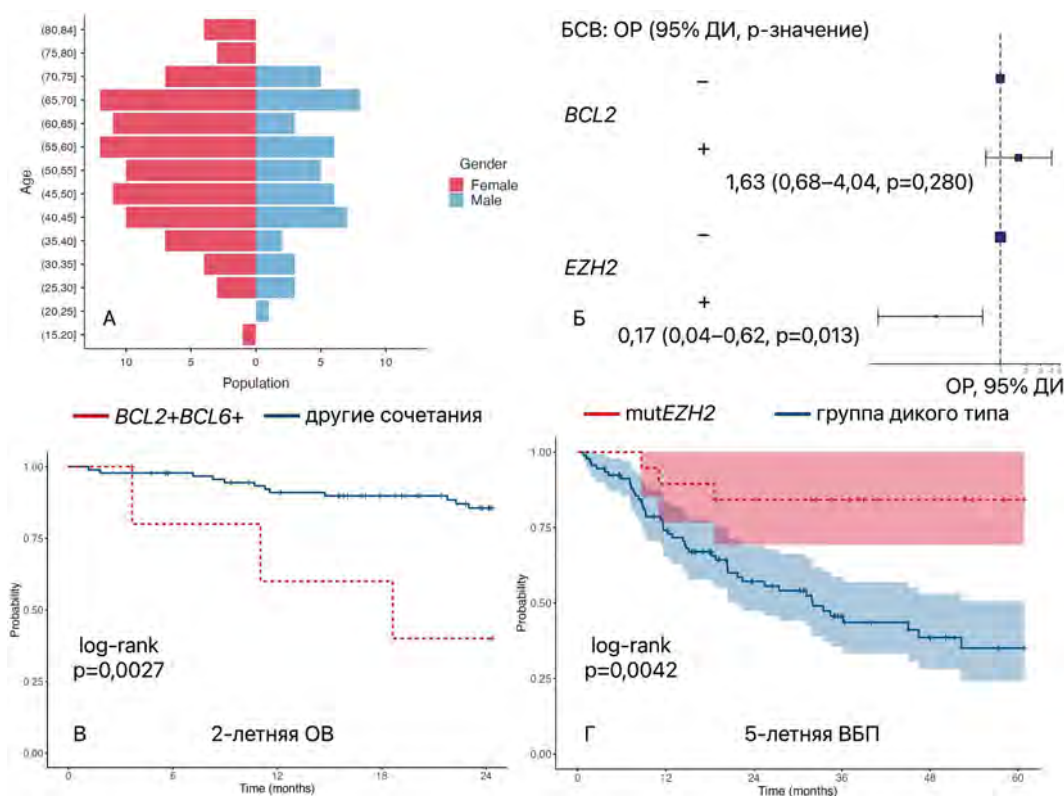 (80,84]
(75,80]
(70,75]
(65,70]
(60,65]
(55,60]
(50,55]
(45,50]
(40,45]
(35,40]
(30,35]
(25,30]
(20,25]
(15,20]
Age
10 5 0 5 10
Population
Gender
Female
Male
А
БСВ: ОР (95% ДИ, р-значение)
−
BCL2
+
1,63 (0,68–4,04, p=0,280)
−
EZH2
+
0,17 (0,04–0,62, p=0,013)
Б
ОР, 95% ДИ
BCL2+BCL6+ другие сочетания
1.00
0.75
0.50
0.25
0.00
Probability
log-rank
p=0,0027
В 2-летняя ОВ
0 6 12 18 24
Time (months)
mutEZH2 группа дикого типа
1.00
0.75
0.50
0.25
0.00
Probability
log-rank
p=0,0042
Г 5-летняя ВБП
0 12 24 36 48 60
Time (months)